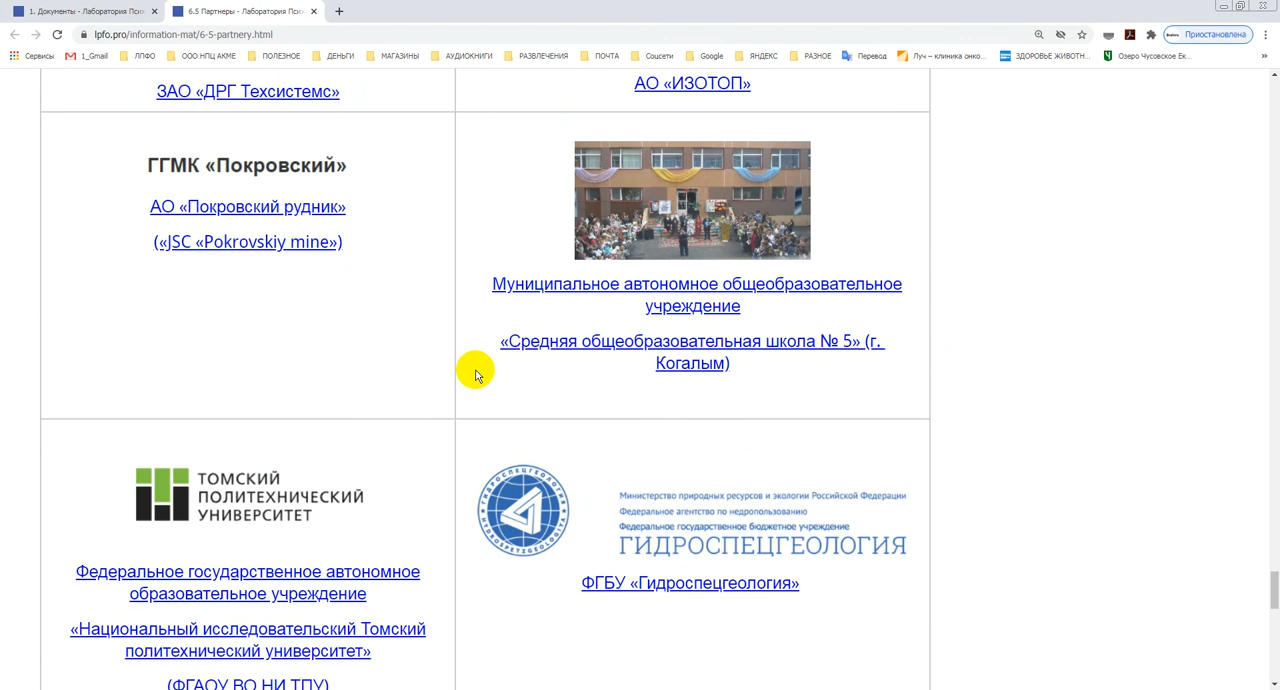 1. Документы - Лаборатория Псих
6.5 Партнеры - Лаборатория Псих
lpfo.pro/information-mat/6-5-partnery.html
Приостановлена
Сервисы
1_Gmail
ЛПФО
ООО НПЦ АКМЕ
ПОЛЕЗНОЕ
ДЕНЬГИ
МАГАЗИНЫ
АУДИОКНИГИ
РАЗВЛЕЧЕНИЯ
ПОЧТА
Соцсети
Google
ЯНДЕКС
РАЗНОЕ
Перевод
Луч – клиника онко...
ЗДОРОВЬЕ ЖИВОТН...
Озеро Чусовское Ек...
ЗАО «ДРГ Техсистемс»
АО «ИЗОТОП»
ГГМК «Покровский»
АО «Покровский рудник»
(«JSC «Pokrovskiy mine»)
Муниципальное автономное общеобразовательное
учреждение
«Средняя общеобразовательная школа № 5» (г.
Когалым)
ТОМСКИЙ
ПОЛИТЕХНИЧЕСКИЙ
УНИВЕРСИТЕТ
Федеральное государственное автономное
образовательное учреждение
«Национальный исследовательский Томский
политехнический университет»
(ФГАОУ ВО НИ ТПУ)
ГИДРОСПЕЦГЕОЛОГИЯ
HYDROSPETZGEOLOGIYA
Министерство природных ресурсов и экологии Российской Федерации
Федеральное агентство по недропользованию
Федеральное государственное бюджетное учреждение
ГИДРОСПЕЦГЕОЛОГИЯ
ФГБУ «Гидроспецгеология»